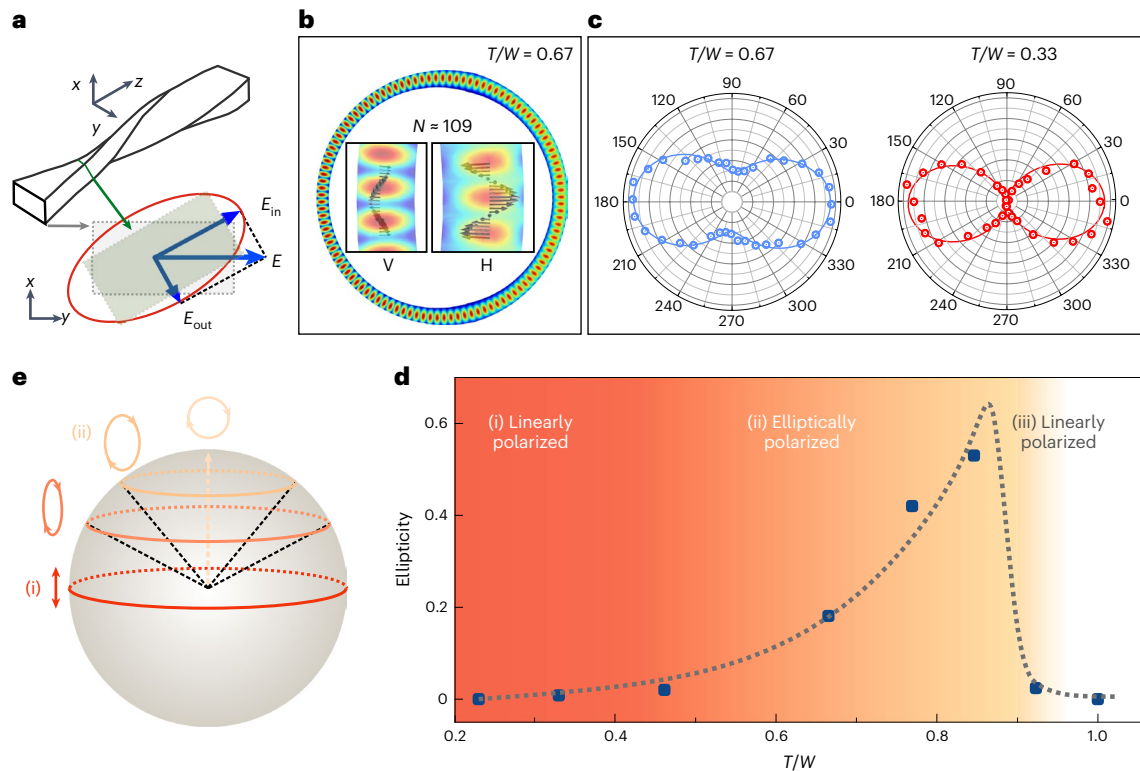 a
x
z
y
E_in
E
E_out
x
y
b
T/W = 0.67
N ≈ 109
V
H
c
T/W = 0.67
90
120
60
150
30
180
0
210
330
240
300
270
T/W = 0.33
90
120
60
150
30
180
0
210
330
240
300
270
e
(ii)
(i)
d
(i) Linearly
polarized
(ii) Elliptically
polarized
(iii) Linearly
polarized
Ellipticity
0.6
0.4
0.2
0
0.2
0.4
0.6
0.8
1.0
T/W